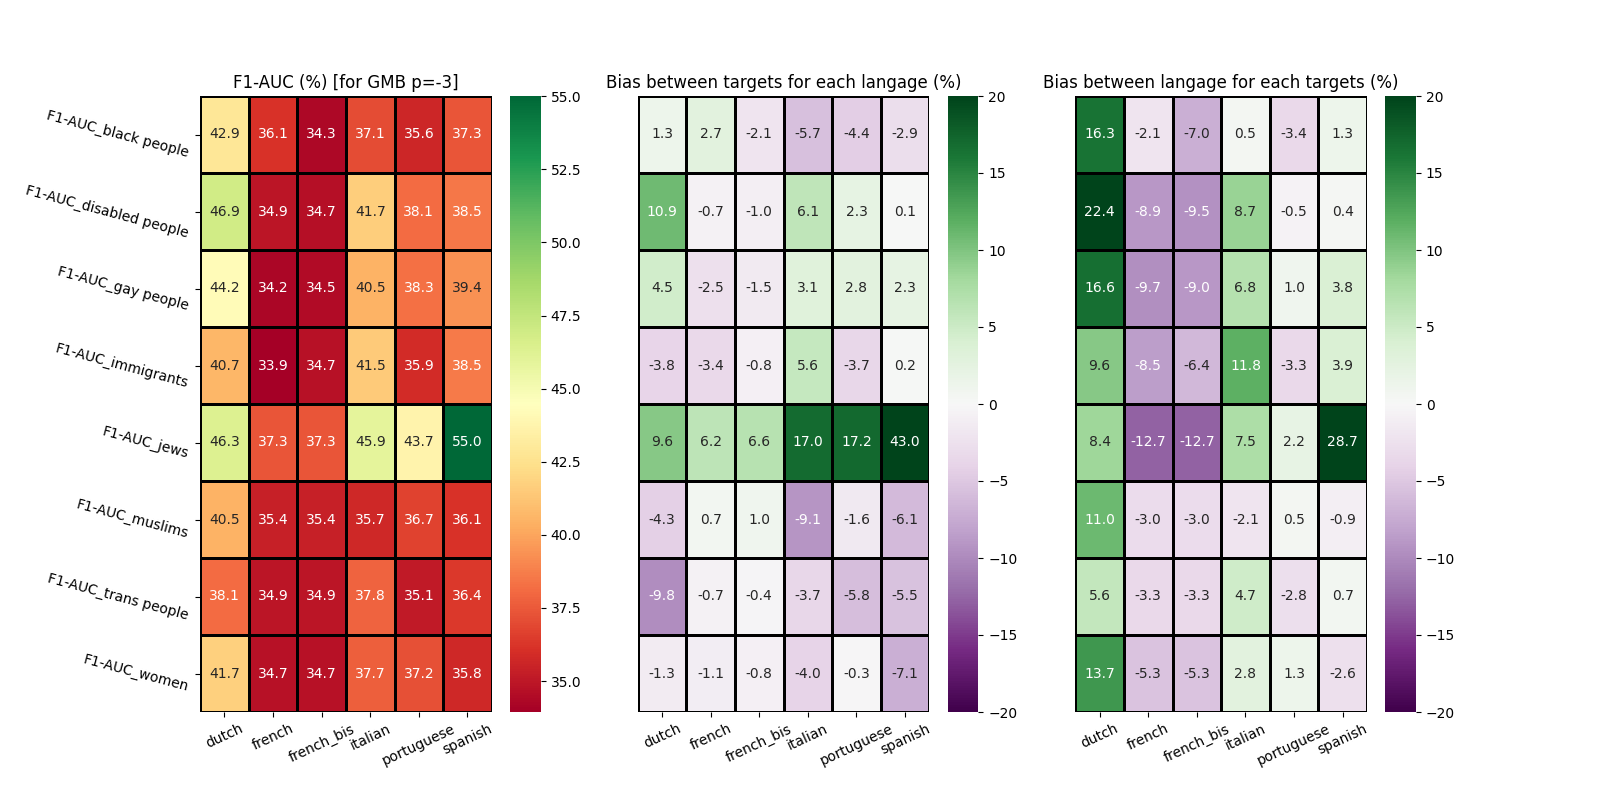 F1-AUC (%) [for GMB p=-3]
F1-AUC_black people
F1-AUC_disabled people
F1-AUC_gay people
F1-AUC_immigrants
F1-AUC_jews
F1-AUC_muslims
F1-AUC_trans people
F1-AUC_women
42.9 36.1 34.3 37.1 35.6 37.3
46.9 34.9 34.7 41.7 38.1 38.5
44.2 34.2 34.5 40.5 38.3 39.4
40.7 33.9 34.7 41.5 35.9 38.5
46.3 37.3 37.3 45.9 43.7 55.0
40.5 35.4 35.4 35.7 36.7 36.1
38.1 34.9 34.9 37.8 35.1 36.4
41.7 34.7 34.7 37.7 37.2 35.8
dutch french french_bis italian portuguese spanish
55.0
52.5
50.0
47.5
45.0
42.5
40.0
37.5
35.0
Bias between targets for each langage (%)
1.3 2.7 -2.1 -5.7 -4.4 -2.9
10.9 -0.7 -1.0 6.1 2.3 0.1
4.5 -2.5 -1.5 3.1 2.8 2.3
-3.8 -3.4 -0.8 5.6 -3.7 0.2
9.6 6.2 6.6 17.0 17.2 43.0
-4.3 0.7 1.0 -9.1 -1.6 -6.1
-9.8 -0.7 -0.4 -3.7 -5.8 -5.5
-1.3 -1.1 -0.8 -4.0 -0.3 -7.1
dutch french french_bis italian portuguese spanish
20
15
10
5
0
−5
−10
−15
−20
Bias between langage for each targets (%)
16.3 -2.1 -7.0 0.5 -3.4 1.3
22.4 -8.9 -9.5 8.7 -0.5 0.4
16.6 -9.7 -9.0 6.8 1.0 3.8
9.6 -8.5 -6.4 11.8 -3.3 3.9
8.4 -12.7 -12.7 7.5 2.2 28.7
11.0 -3.0 -3.0 -2.1 0.5 -0.9
5.6 -3.3 -3.3 4.7 -2.8 0.7
13.7 -5.3 -5.3 2.8 1.3 -2.6
dutch french french_bis italian portuguese spanish
20
15
10
5
0
−5
−10
−15
−20